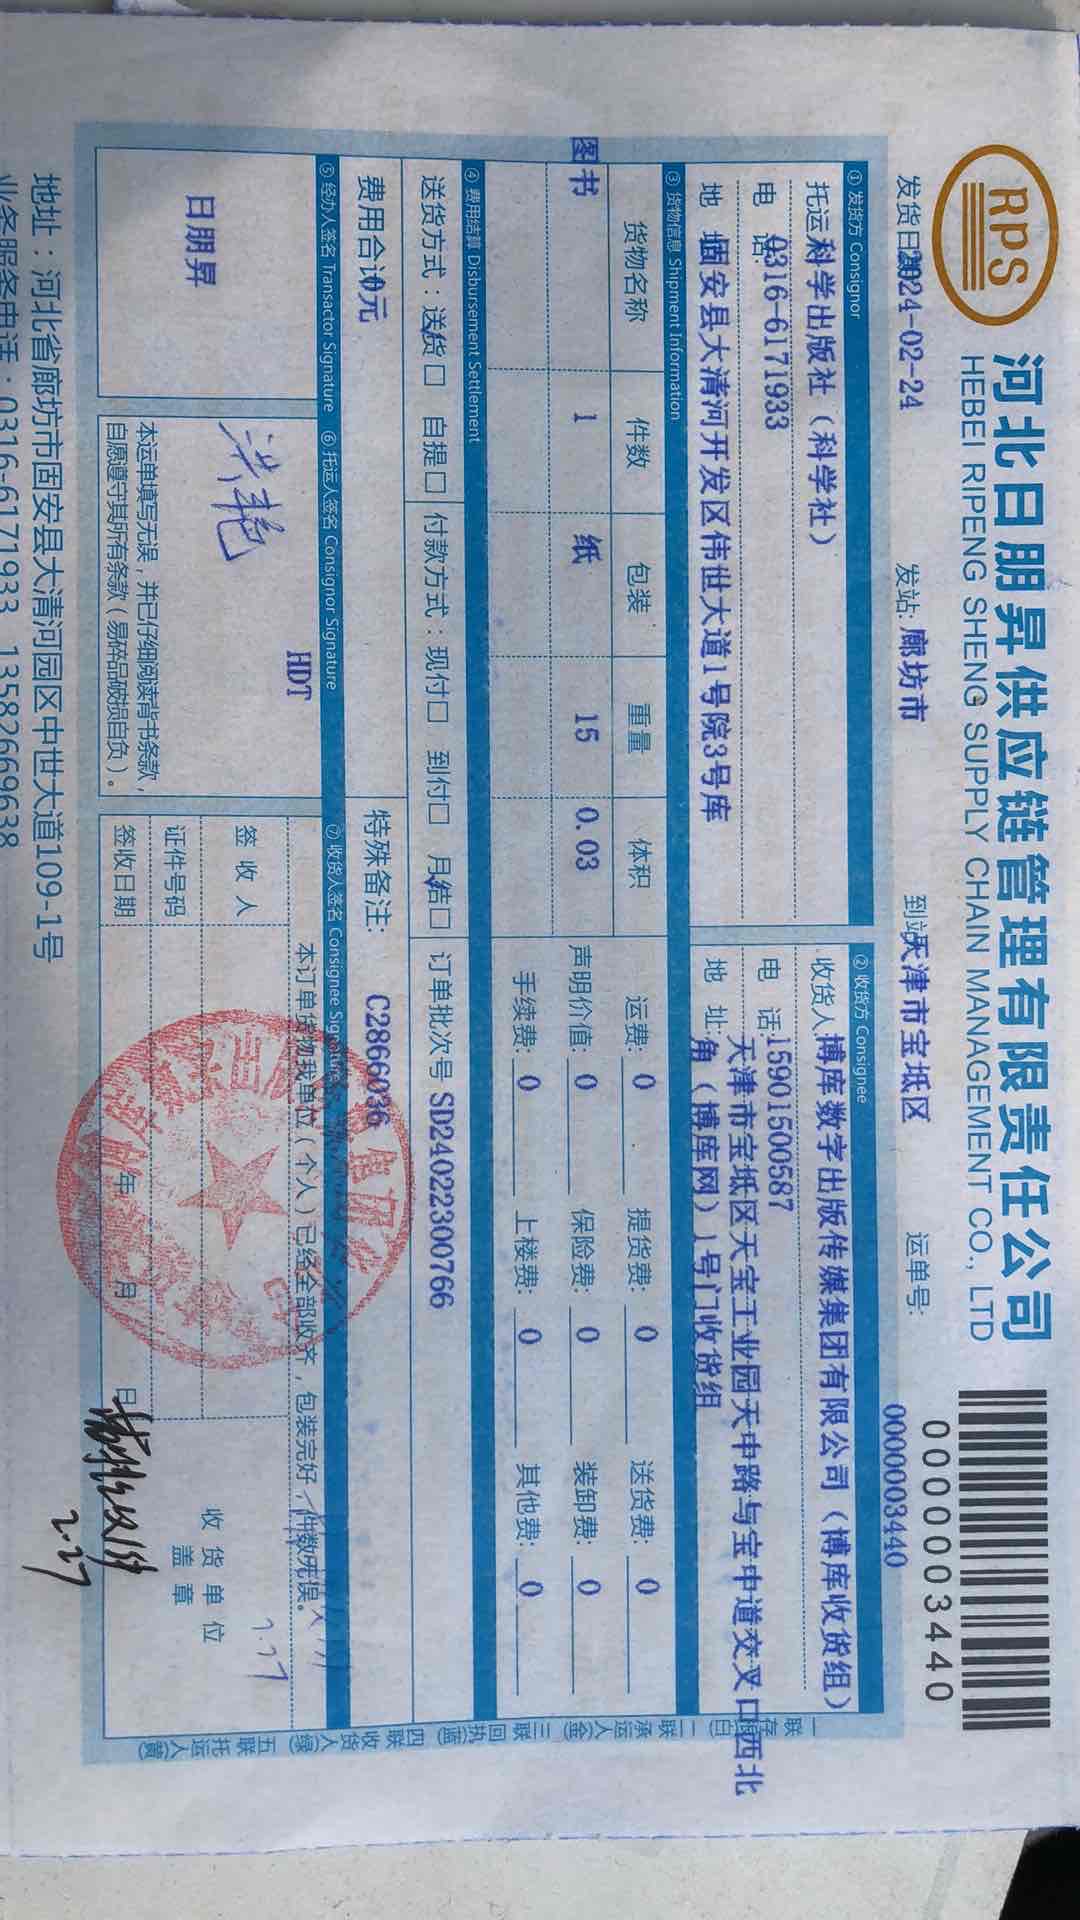 RPS
河北日朋昇供应链管理有限责任公司
HEBEI RIPENG SHENG SUPPLY CHAIN MANAGEMENT CO., LTD
0000003440
发货日期 2024-02-24 发站: 廊坊市 到站 天津市宝坻区 运单号: 0000003440
① 发货方 Consignor
托运 科学出版社（科学社）
电 话: 0316-6171933
地 址 固安县大清河开发区伟世大道1号院3号库
② 收货方 Consignee
收货人 博库数字出版传媒集团有限公司（博库收货组）
电 话: 15901500587
地 址: 天津市宝坻区天宝工业园天中路与宝中道交叉口西北
角（博库网）1号门收货组
③ 货物信息 Shipment Information
货物名称 件数 包装 重量 体积
图书 1 纸 15 0.03
运费: 0 提货费: 0 送货费: 0
声明价值: 0 保险费: 0 装卸费: 0
手续费: 0 上楼费: 0 其他费: 0
④ 费用结算 Disbursement Settlement
送货方式：送货□ 自提□ 付款方式：现付□ 到付□ 月结□ 订单批次号 SD24022300766
费用合计 0元 特殊备注: C2866036
⑤ 经办人签名 Transactor Signature ⑥ 托运人签名 Consignor Signature ⑦ 收货人签名 Consignee Signature
日朋昇
HDT
本运单填写无误，并已仔细阅读背书条款，
自愿遵守其所有条款（易碎品破损自负）。
本订单货物我单位（个人）已经全部收齐，包装完好，件数无误。
签 收 人
证件号码
签收日期 年 月 日
收 货 单 位
盖 章
2.27
2.27
一联存根(白) 二联承运人(金) 三联回执(蓝) 四联收货人(绿) 五联托运人(黄)
地址：河北省廊坊市固安县大清河园区中世大道109-1号
业务服务电话：0316-6171933 13582669638